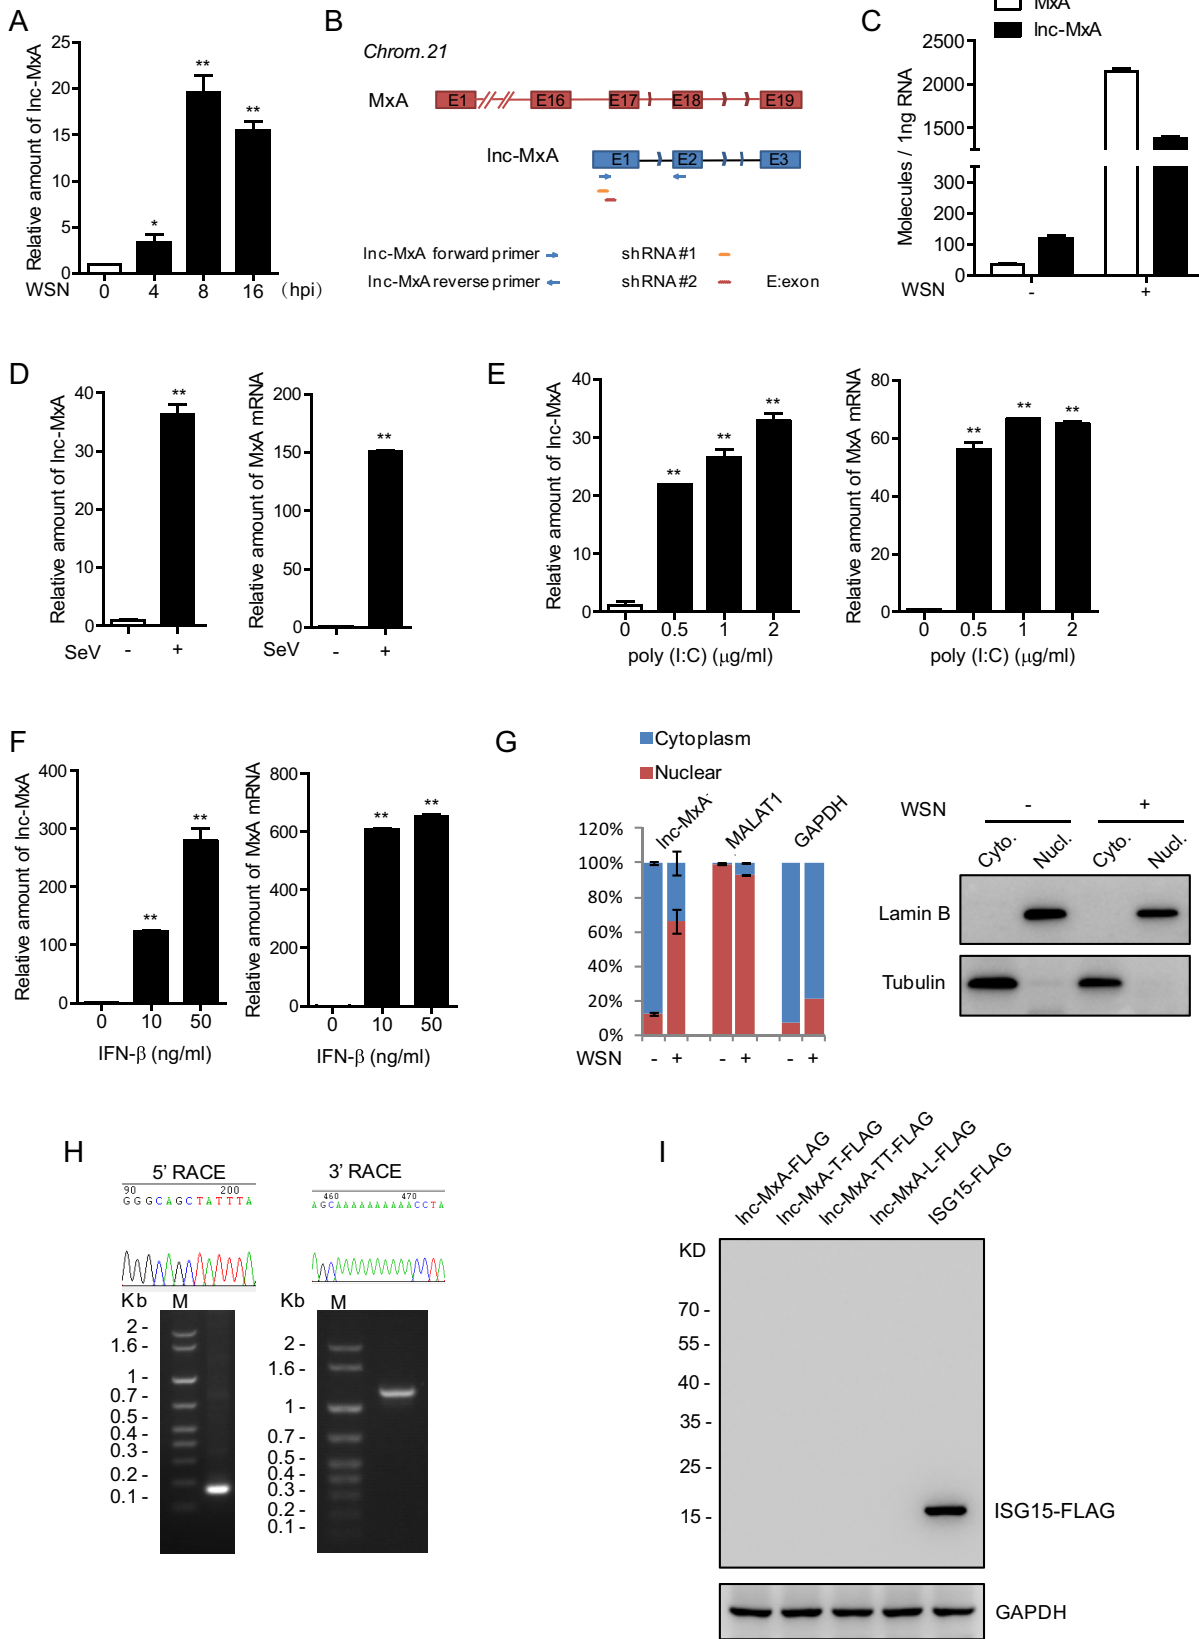 A
Relative amount of lnc-MxA
25
20
15
10
5
0
*
**
**
WSN 0 4 8 16 (hpi)
B
Chrom.21
MxA E1 E16 E17 E18 E19
lnc-MxA E1 E2 E3
lnc-MxA forward primer shRNA#1
lnc-MxA reverse primer shRNA#2 E:exon
C
MxA
lnc-MxA
Molecules / 1ng RNA
2500
2000
1500
300
200
100
0
WSN - +
D
Relative amount of lnc-MxA
40
30
20
10
0
**
SeV - +
Relative amount of MxA mRNA
200
150
100
50
0
**
SeV - +
E
Relative amount of lnc-MxA
40
30
20
10
0
** ** **
0 0.5 1 2
poly (I:C) (μg/ml)
Relative amount of MxA mRNA
80
60
40
20
0
** ** **
0 0.5 1 2
poly (I:C) (μg/ml)
F
Relative amount of lnc-MxA
400
300
200
100
0
** **
0 10 50
IFN-β (ng/ml)
Relative amount of MxA mRNA
800
600
400
200
0
** **
0 10 50
IFN-β (ng/ml)
G
Cytoplasm
Nuclear
lnc-MxA MALAT1 GAPDH
120%
100%
80%
60%
40%
20%
0%
WSN - + - + - +
WSN - +
Cyto. Nucl. Cyto. Nucl.
Lamin B
Tubulin
H
5' RACE
90 200
G G G C A G C T A T T T A
Kb M
2 -
1.6 -
1 -
0.7 -
0.5 -
0.4 -
0.3 -
0.2 -
0.1 -
3' RACE
460 470
A G C A A A A A A A A A A C C T A
Kb M
2 -
1.6 -
1 -
0.7 -
0.5 -
0.4 -
0.3 -
0.2 -
0.1 -
I
lnc-MxA-FLAG
lnc-MxA-T-FLAG
lnc-MxA-TT-FLAG
lnc-MxA-L-FLAG
ISG15-FLAG
KD
70 -
55 -
40 -
35 -
25 -
15 -
ISG15-FLAG
GAPDH